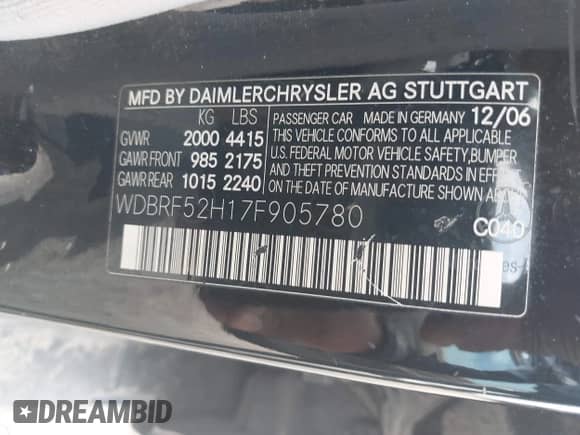 MFD BY DAIMLERCHRYSLER AG STUTTGART
KG LBS
GVWR 2000 4415
GAWR FRONT 985 2175
GAWR REAR 1015 2240
PASSENGER CAR MADE IN GERMANY 12/06
THIS VEHICLE CONFORMS TO ALL APPLICABLE
U.S. FEDERAL MOTOR VEHICLE SAFETY, BUMPER
AND THEFT PREVENTION STANDARDS IN EFFECT
ON THE DATE OF MANUFACTURE SHOWN ABOVE.
WDBRF52H17F905780
C040
DREAMBID